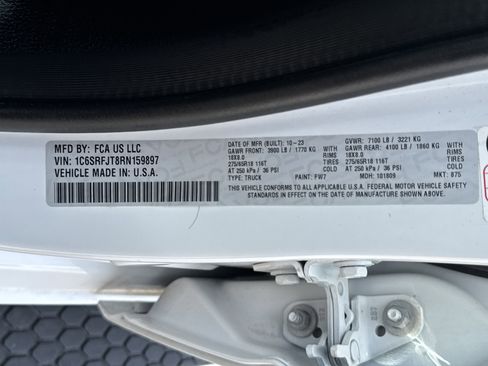 MFD BY: FCA US LLC
VIN: 1C6SRFJT8RN159897
VEHICLE MADE IN U.S.A.
DATE OF MFR (BUILT): 10-23 GVWR: 7100 LB / 3221 KG
GAWR FRONT: 3900 LB / 1770 KG GAWR REAR: 4100 LB / 1860 KG
18X8.0 RIMS 18X8.0 RIMS
275/65R18 116T TIRES 275/65R18 116T TIRES
AT 250 kPa / 36 PSI COLD AT 250 kPa / 36 PSI COLD
TYPE: TRUCK PAINT: FW7 MDH: 101809 MKT: 875
THIS VEHICLE CONFORMS TO ALL APPLICABLE U.S.A. FEDERAL MOTOR VEHICLE SAFETY
STANDARDS IN EFFECT ON THE DATE OF MANUFACTURE SHOWN ABOVE.